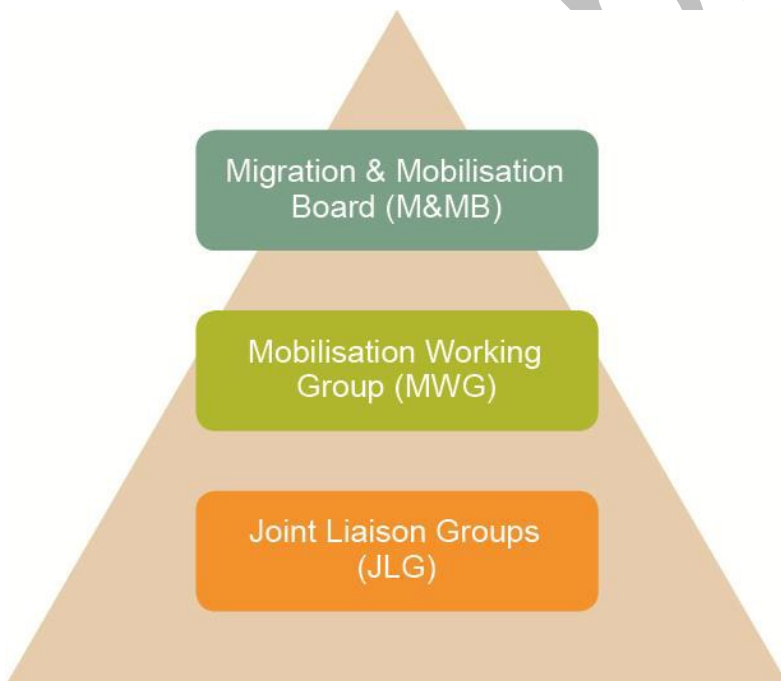 Migration & Mobilisation
Board (M&MB)
Mobilisation Working
Group (MWG)
Joint Liaison Groups
(JLG)